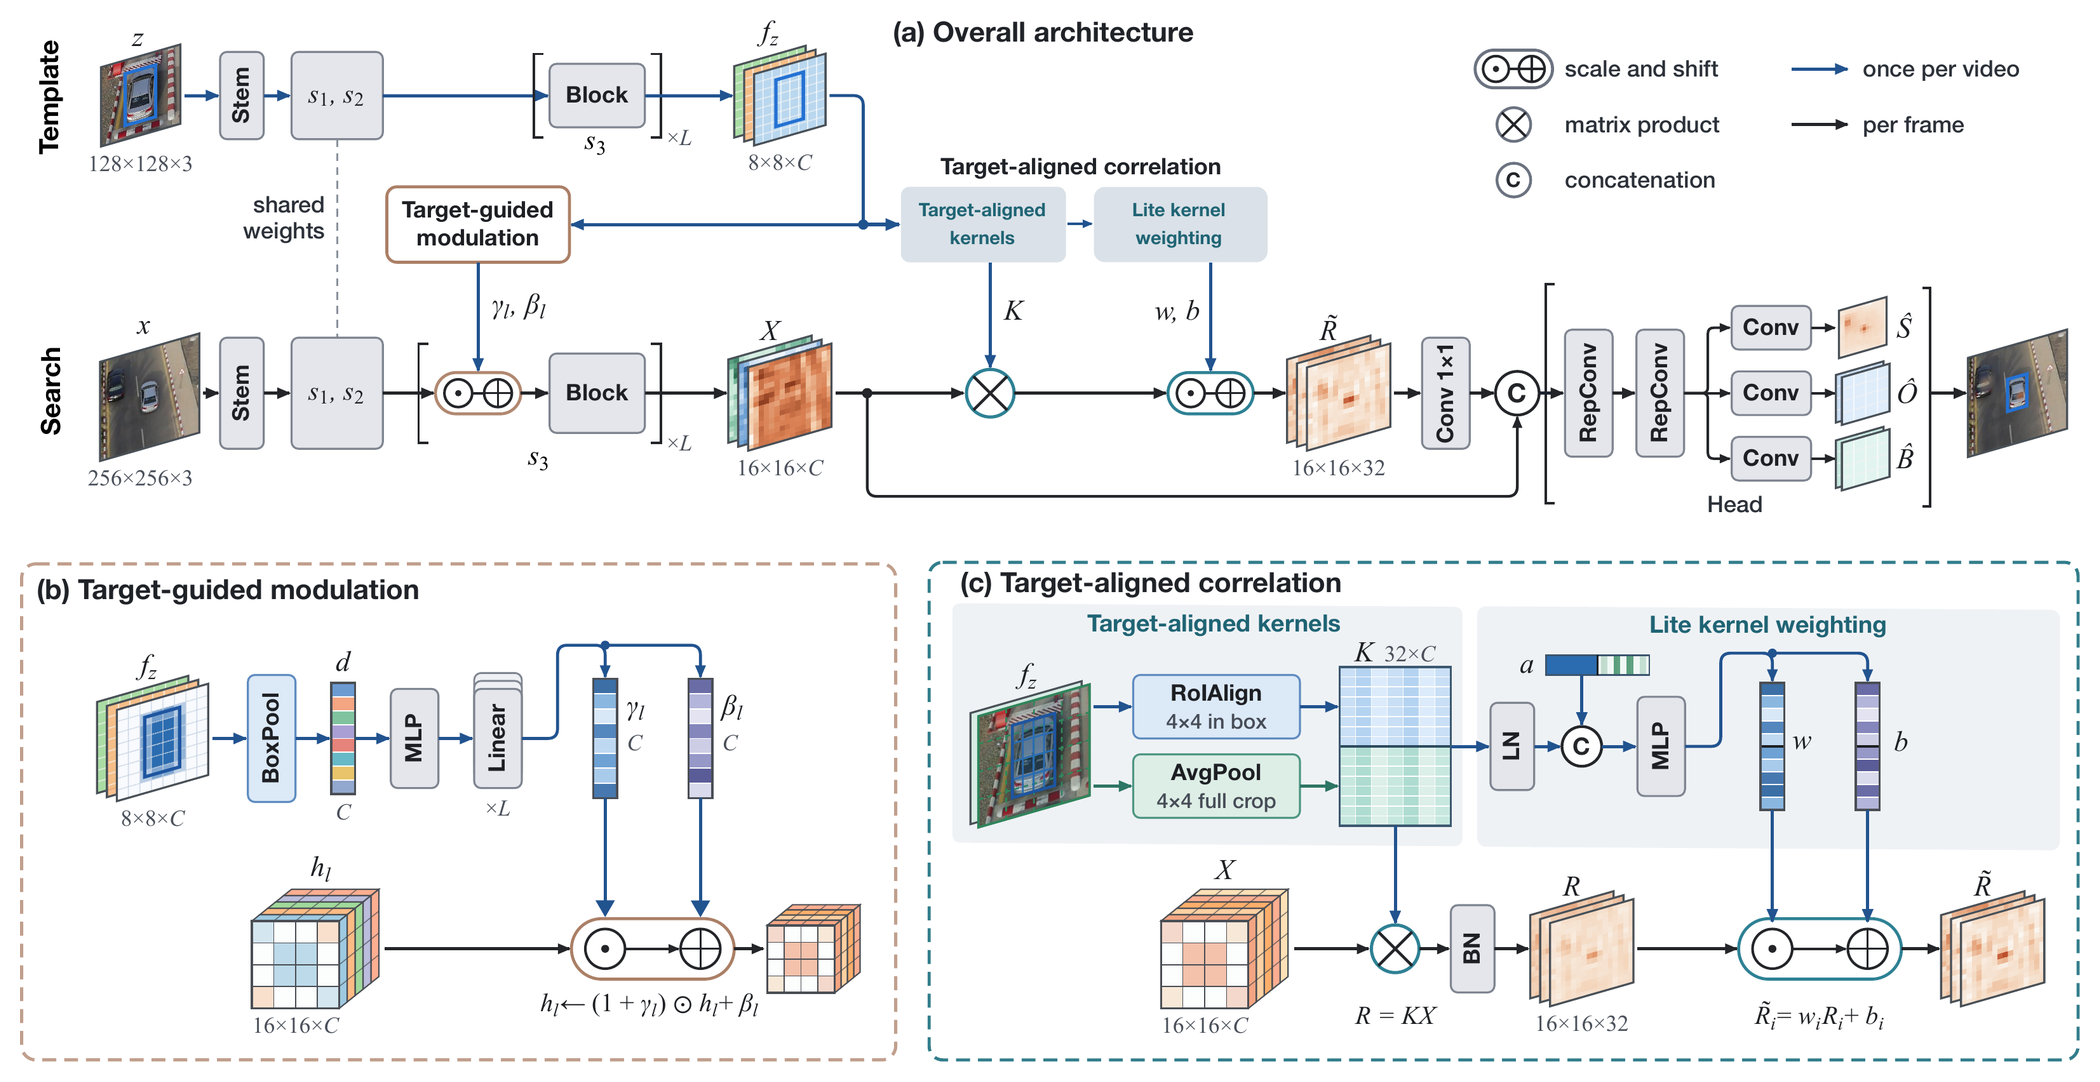 (a) Overall architecture
Template
z
128×128×3
Stem
s1, s2
Block
s3
×L
fz
8×8×C
scale and shift
matrix product
C concatenation
once per video
per frame
shared
weights
Target-guided
modulation
Target-aligned correlation
Target-aligned
kernels
Lite kernel
weighting
γl, βl
K
w, b
Search
x
256×256×3
Stem
s1, s2
Block
s3
×L
X
16×16×C
R̃
16×16×32
Conv 1×1
C
RepConv
RepConv
Conv
Ŝ
Conv
Ô
Conv
B̂
Head
(b) Target-guided modulation
fz
8×8×C
BoxPool
d
C
MLP
Linear
×L
γl
C
βl
C
hl
16×16×C
hl← (1 + γl) ⊙ hl+ βl
(c) Target-aligned correlation
Target-aligned kernels
fz
RoIAlign
4×4 in box
AvgPool
4×4 full crop
K 32×C
Lite kernel weighting
a
LN
C
MLP
w
b
X
16×16×C
R = KX
BN
R
16×16×32
R̃i= wiRi+ bi
R̃